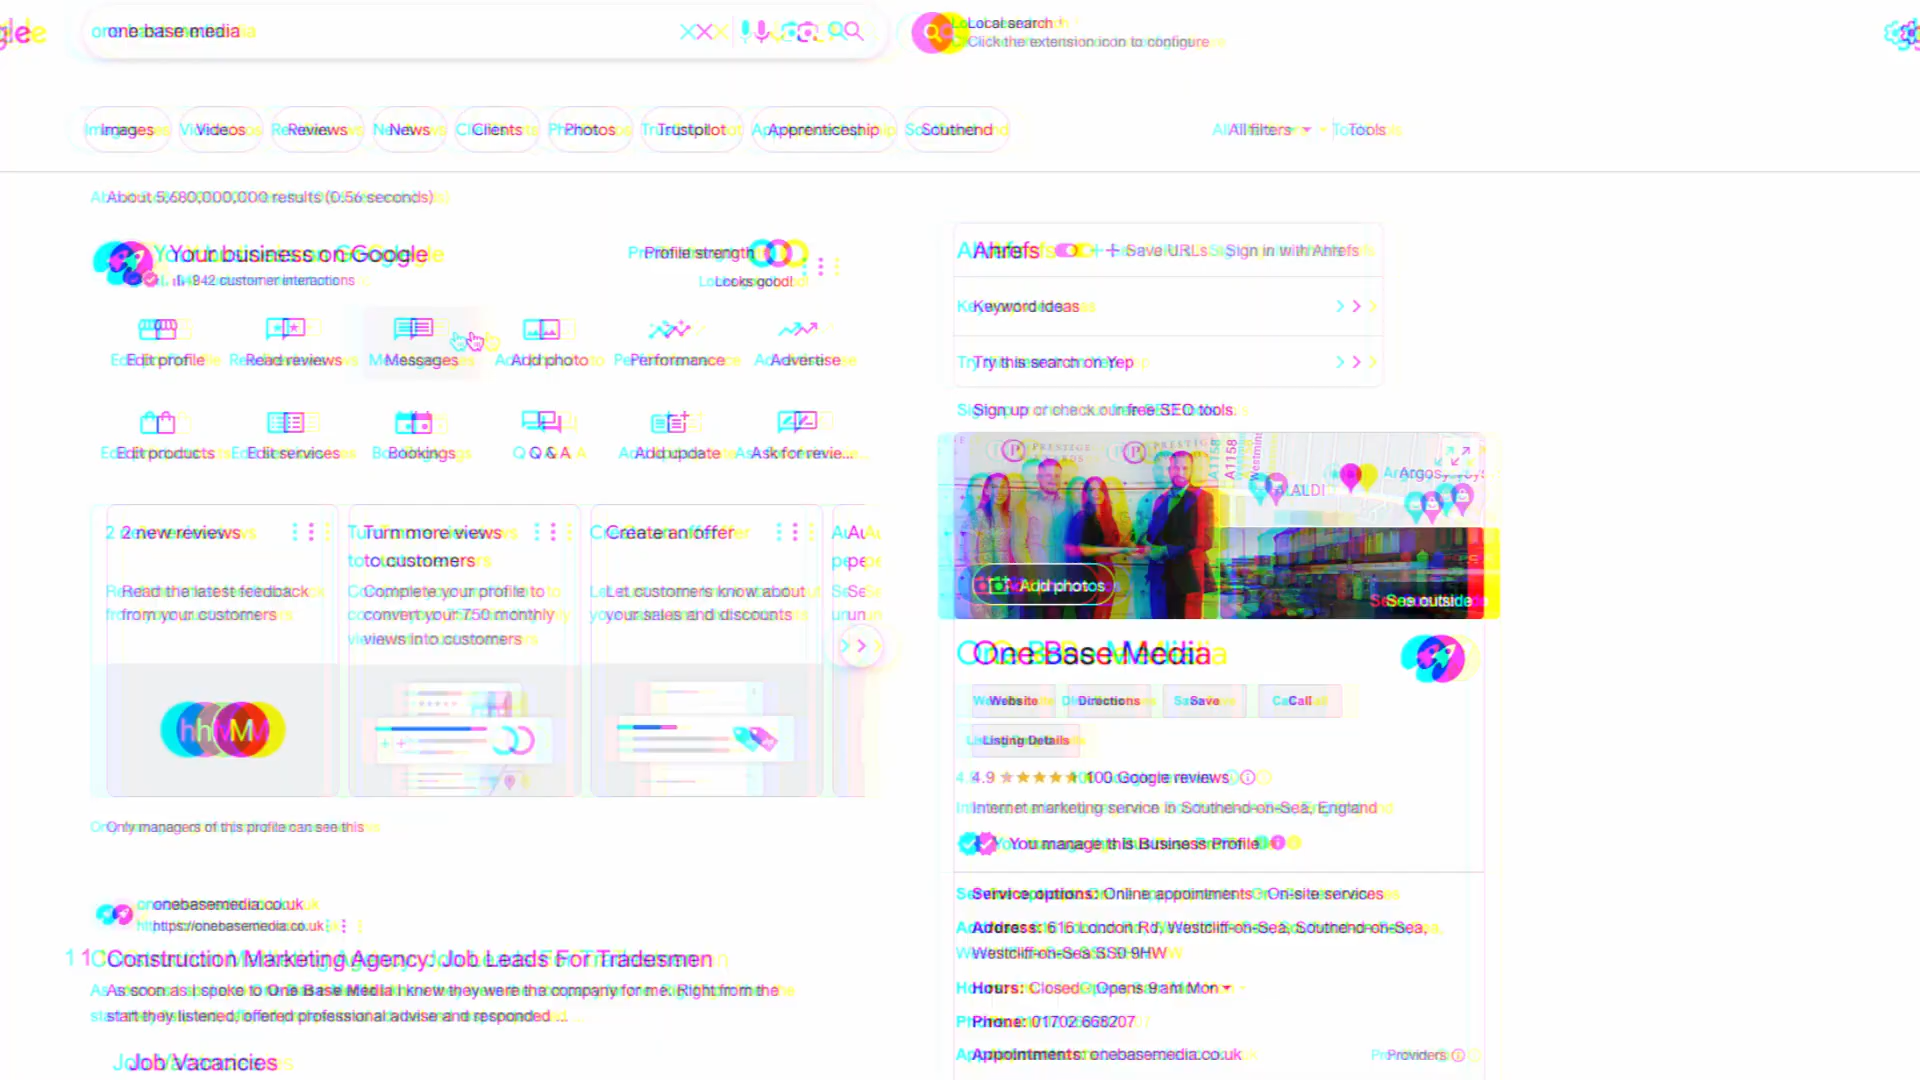 one base media
Local search
Click the extension icon to configure
Images Videos Reviews News Clients Photos Trustpilot Apprenticeship Southend All filters Tools
About 5,680,000,000 results (0.56 seconds)
Your business on Google
942 customer interactions
Profile strength
Looks good!
Edit profile Read reviews Messages Add photo Performance Advertise
Edit products Edit services Bookings Q & A Add update Ask for revie...
2 new reviews
Read the latest feedback
from your customers
h M
Turn more views
to customers
Complete your profile to
convert your 750 monthly
views into customers
Create an offer
Let customers know about
your sales and discounts
Only managers of this profile can see this
onebasemedia.co.uk
https://onebasemedia.co.uk
1 Construction Marketing Agency: Job Leads For Tradesmen
As soon as I spoke to One Base Media I knew they were the company for me. Right from the
start they listened, offered professional advise and responded ...
Job Vacancies
Ahrefs + Save URLs Sign in with Ahrefs
Keyword ideas
Try this search on Yep
Sign up or check our free SEO tools.
PRESTIGE
AWARDS
PRESTIGE
A1158
Argos
ALDI
Add photos
See outside
One Base Media
Website Directions Save Call
Listing Details
4.9 100 Google reviews
Internet marketing service in Southend-on-Sea, England
You manage this Business Profile
Service options: Online appointments · On-site services
Address: 616 London Rd, Westcliff-on-Sea, Southend-on-Sea,
Westcliff-on-Sea SS0 9HW
Hours: Closed · Opens 9 am Mon
Phone: 01702 668207
Appointments: onebasemedia.co.uk
Providers